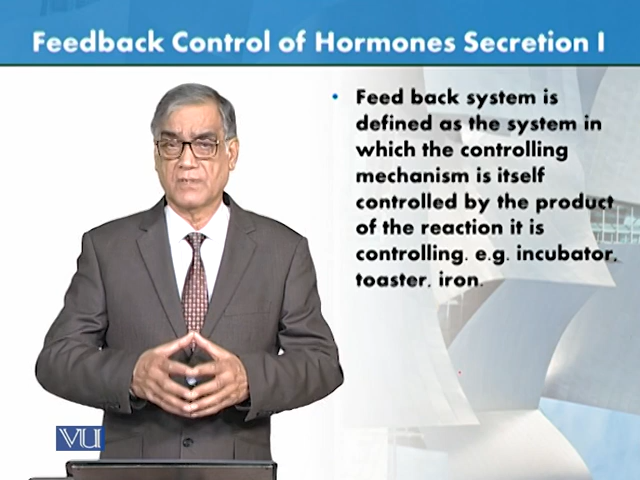 Feedback Control of Hormones Secretion I
• Feed back system is
defined as the system in
which the controlling
mechanism is itself
controlled by the product
of the reaction it is
controlling. e.g. incubator,
toaster, iron.
VU